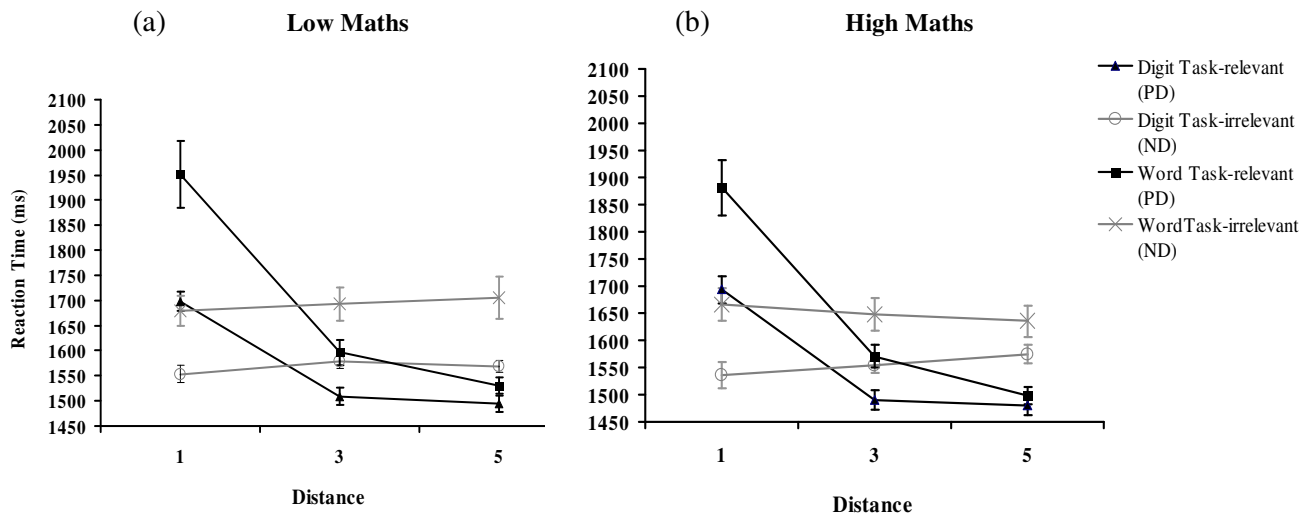 (a) Low Maths
2100
2050
2000
1950
1900
1850
1800
1750
1700
1650
1600
1550
1500
1450
Reaction Time (ms)
1 3 5
Distance
(b) High Maths
2100
2050
2000
1950
1900
1850
1800
1750
1700
1650
1600
1550
1500
1450
1 3 5
Distance
Digit Task-relevant
(PD)
Digit Task-irrelevant
(ND)
Word Task-relevant
(PD)
WordTask-irrelevant
(ND)